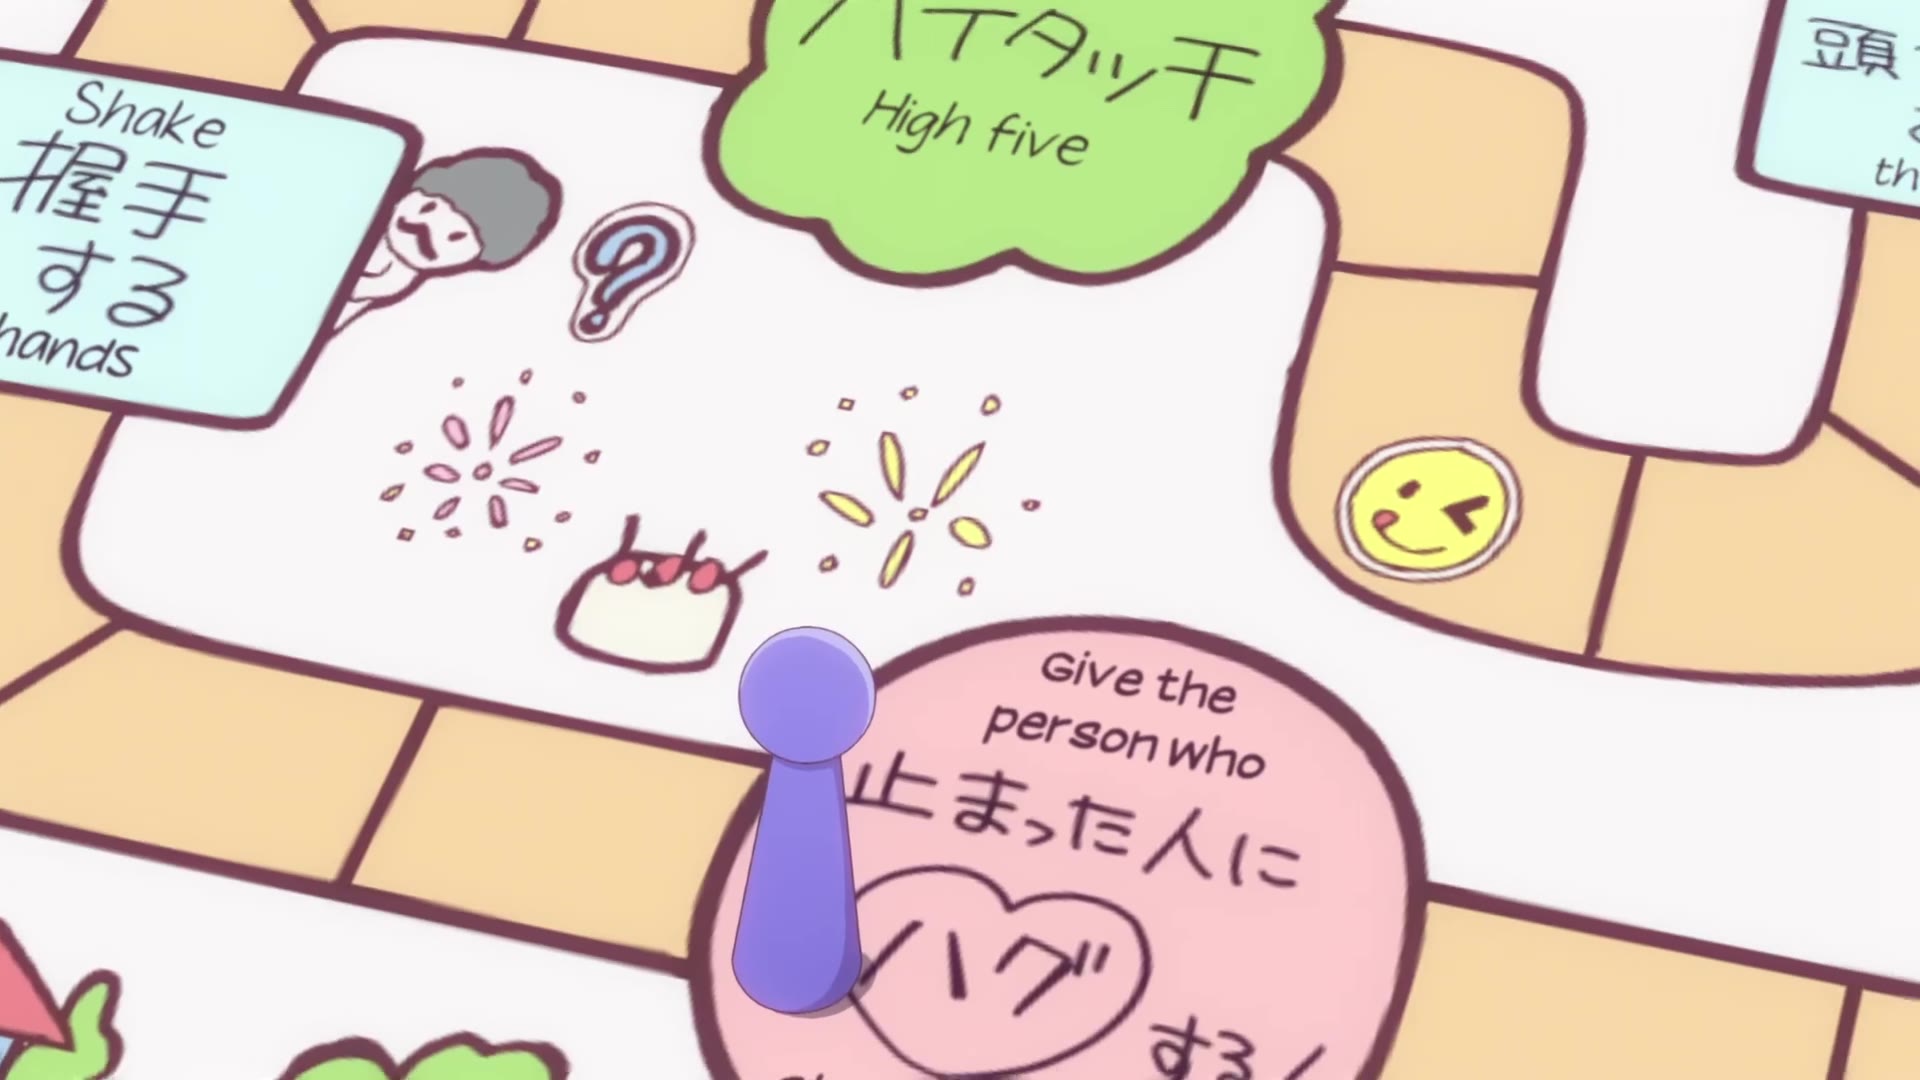 ハイタッチ
High five
Shake
握手
する
hands
頭
th
Give the
person who
止まった人に
ハグ
する!